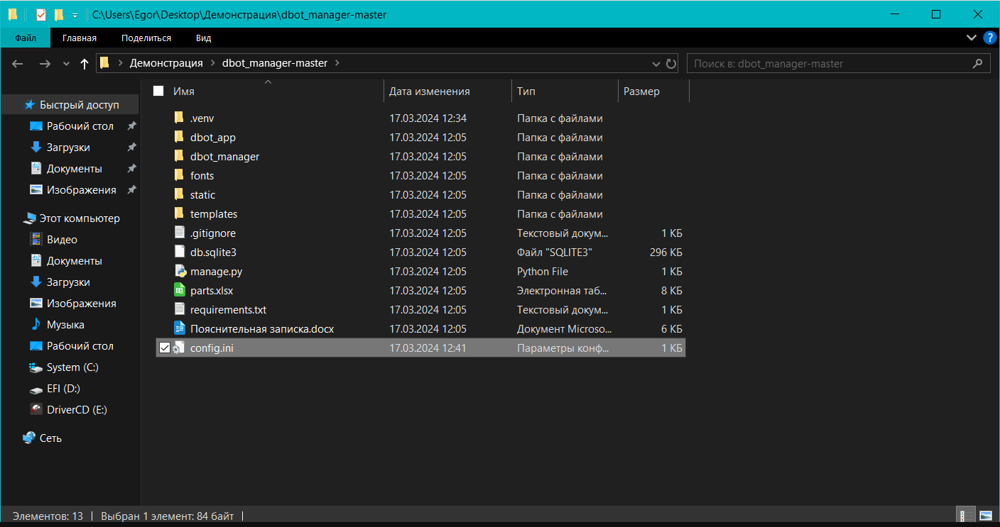 C:\Users\Egor\Desktop\Демонстрация\dbot_manager-master
Файл Главная Поделиться Вид
Демонстрация dbot_manager-master Поиск в: dbot_manager-master
Имя Дата изменения Тип Размер
Быстрый доступ
Рабочий стол
Загрузки
Документы
Изображения
Этот компьютер
Видео
Документы
Загрузки
Изображения
Музыка
Рабочий стол
System (C:)
EFI (D:)
DriverCD (E:)
Сеть
.venv 17.03.2024 12:34 Папка с файлами
dbot_app 17.03.2024 12:05 Папка с файлами
dbot_manager 17.03.2024 12:05 Папка с файлами
fonts 17.03.2024 12:05 Папка с файлами
static 17.03.2024 12:05 Папка с файлами
templates 17.03.2024 12:05 Папка с файлами
.gitignore 17.03.2024 12:05 Текстовый докум... 1 КБ
db.sqlite3 17.03.2024 12:05 Файл "SQLITE3" 296 КБ
manage.py 17.03.2024 12:05 Python File 1 КБ
parts.xlsx 17.03.2024 12:05 Электронная таб... 8 КБ
requirements.txt 17.03.2024 12:05 Текстовый докум... 1 КБ
Пояснительная записка.docx 17.03.2024 12:05 Документ Microso... 6 КБ
config.ini 17.03.2024 12:41 Параметры конф... 1 КБ
Элементов: 13 Выбран 1 элемент: 84 байт